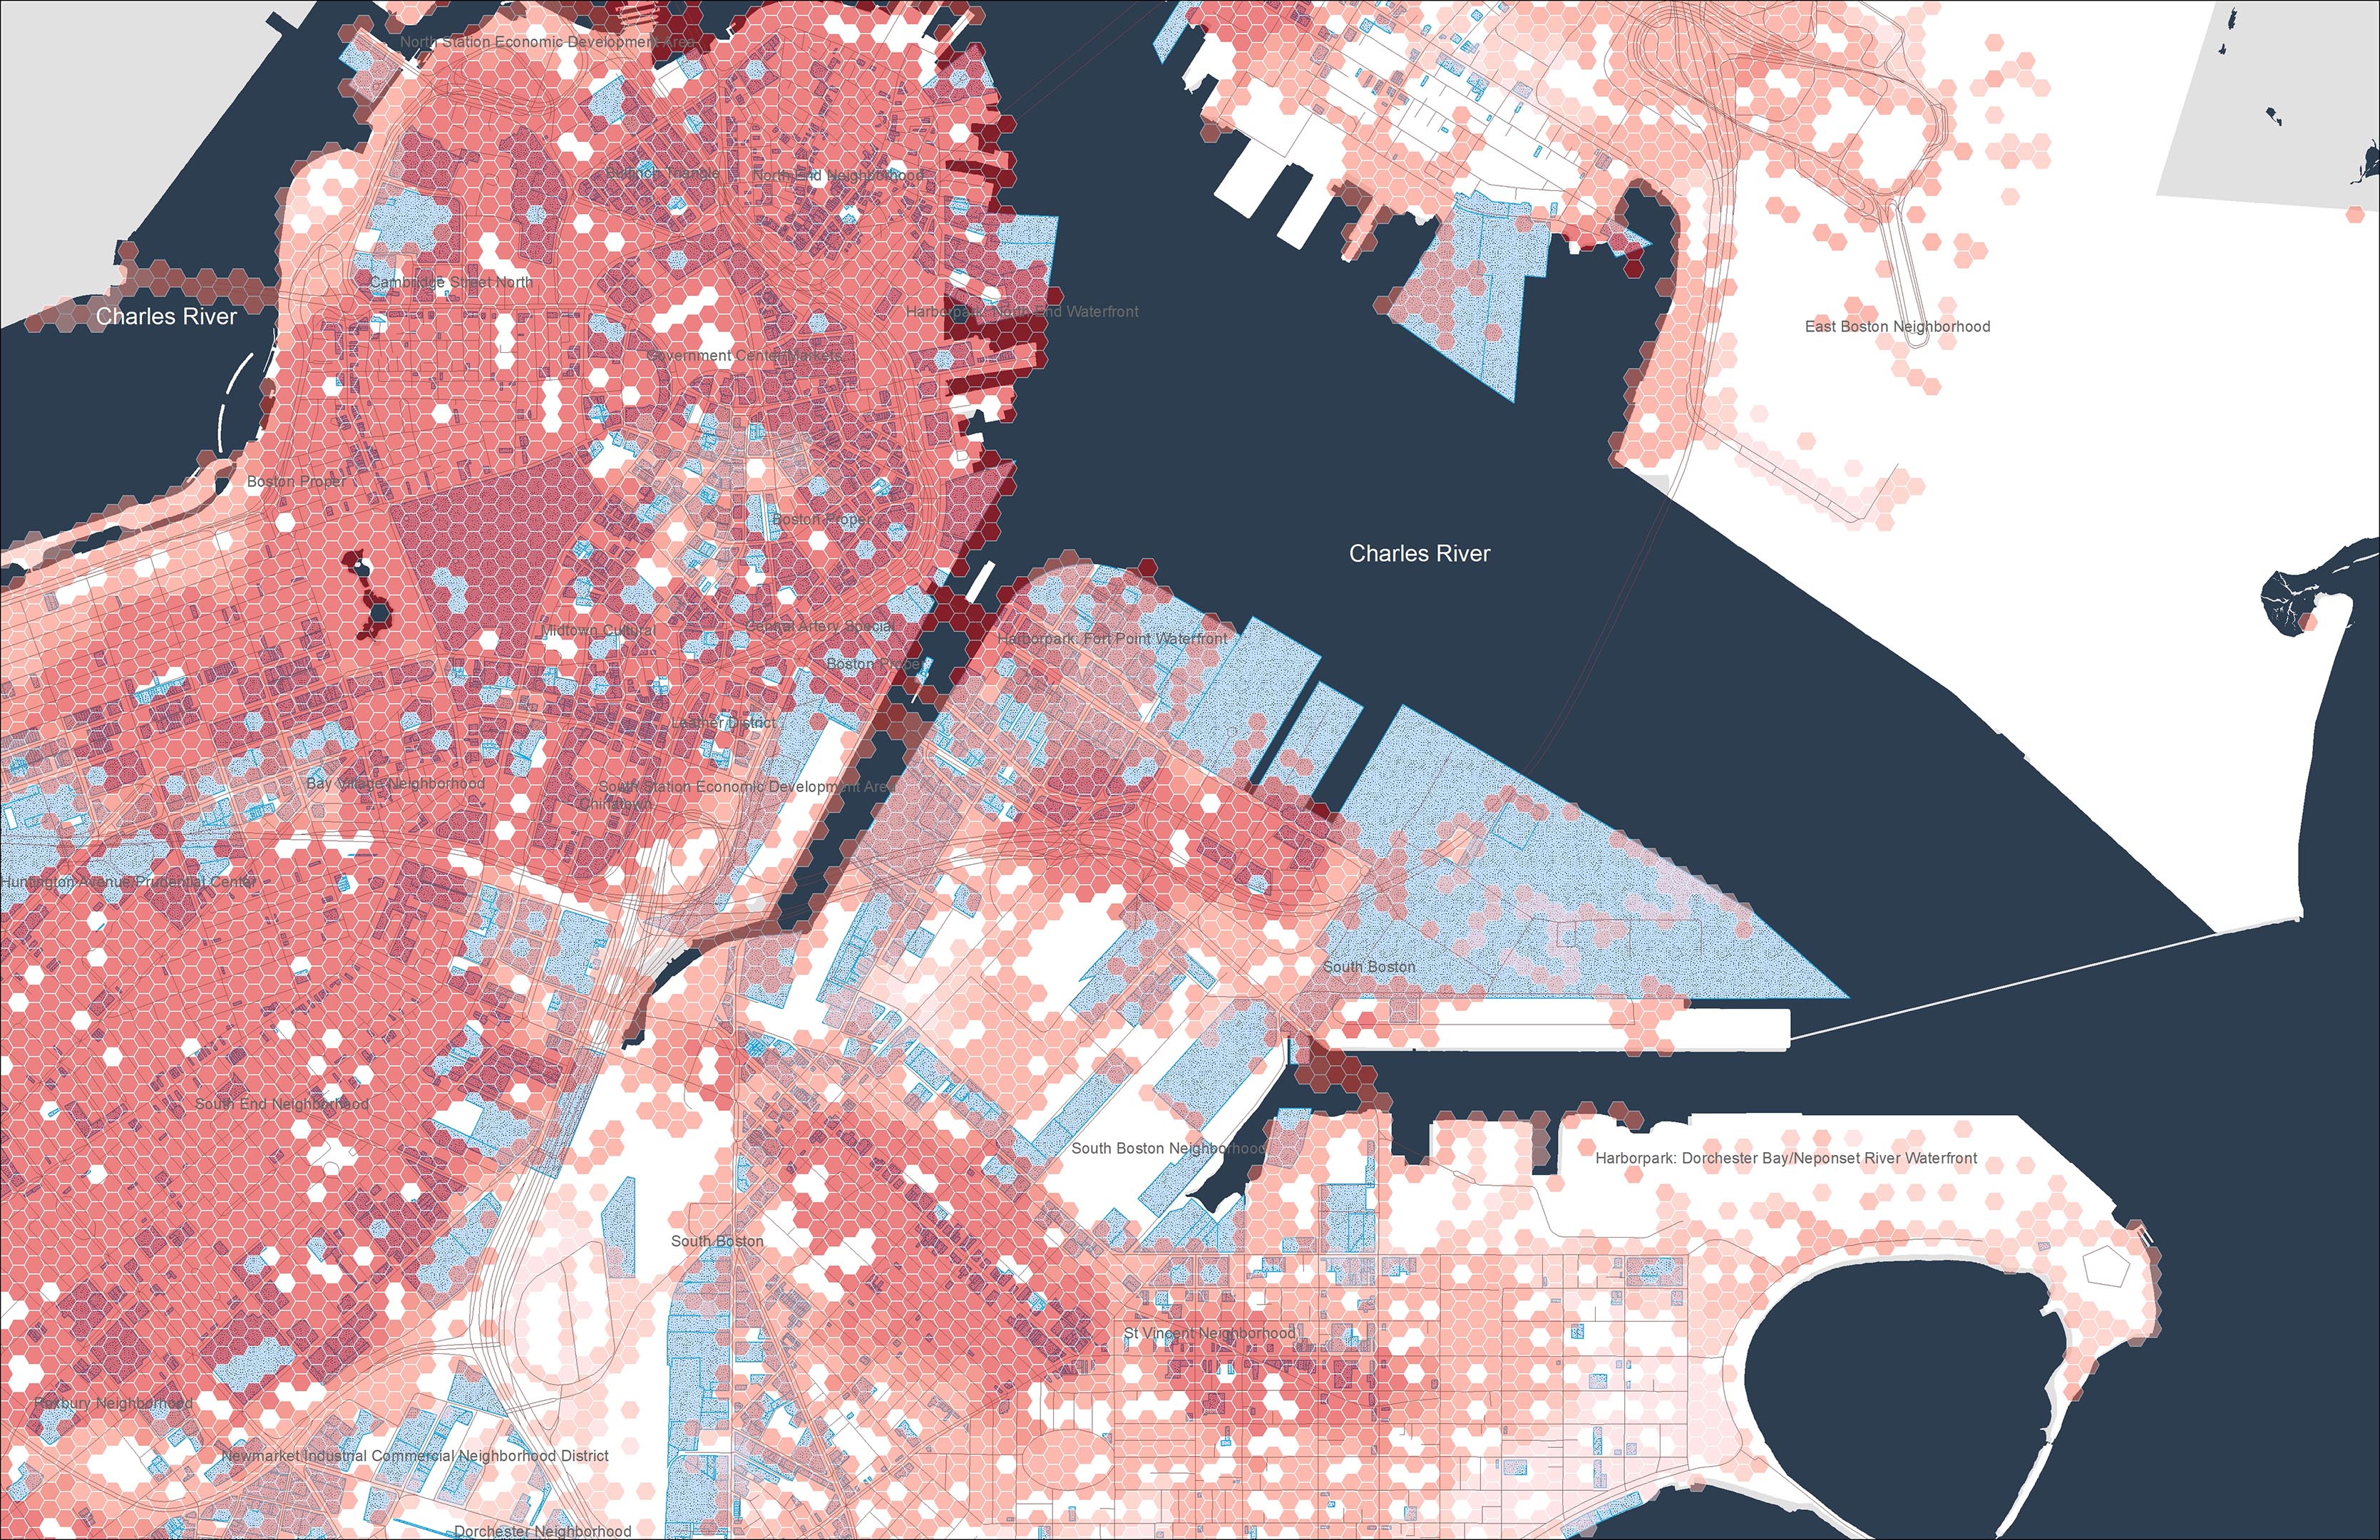 North Station Economic Development Area
Bulfinch Triangle
North End Neighborhood
Cambridge Street North
Charles River
Harborpark: North End Waterfront
East Boston Neighborhood
Government Center/Markets
Boston Proper
Boston Proper
Charles River
Midtown Cultural
Central Artery Special
Harborpark: Fort Point Waterfront
Boston Proper
Leather District
Bay Village Neighborhood
South Station Economic Development Area
Chinatown
Huntington Avenue/Prudential Center
South Boston
South End Neighborhood
South Boston Neighborhood
Harborpark: Dorchester Bay/Neponset River Waterfront
South Boston
St Vincent Neighborhood
Roxbury Neighborhood
Newmarket Industrial Commercial Neighborhood District
Dorchester Neighborhood